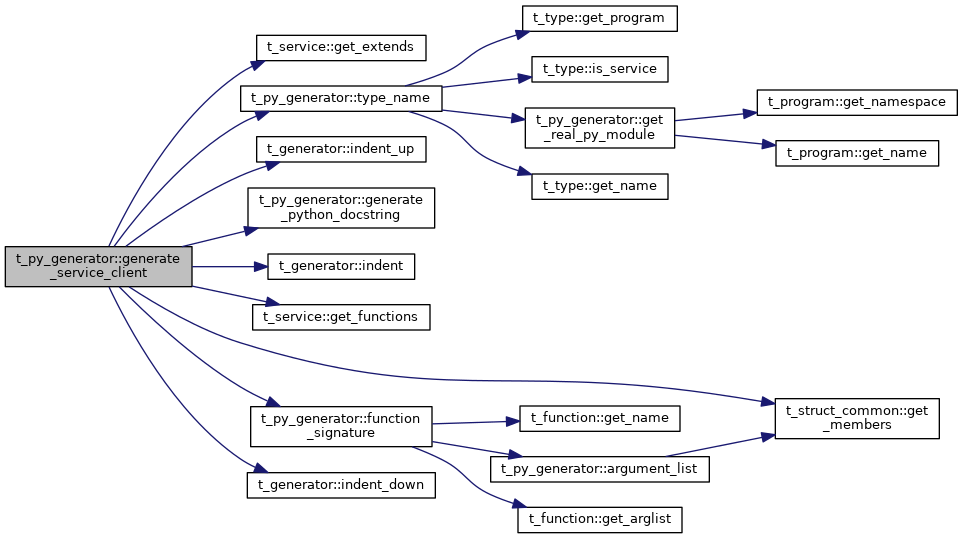 t_py_generator::generate
_service_client
t_service::get_extends
t_py_generator::type_name
t_generator::indent_up
t_py_generator::generate
_python_docstring
t_generator::indent
t_service::get_functions
t_py_generator::function
_signature
t_generator::indent_down
t_type::get_program
t_type::is_service
t_py_generator::get
_real_py_module
t_type::get_name
t_function::get_name
t_py_generator::argument_list
t_function::get_arglist
t_program::get_namespace
t_program::get_name
t_struct_common::get
_members